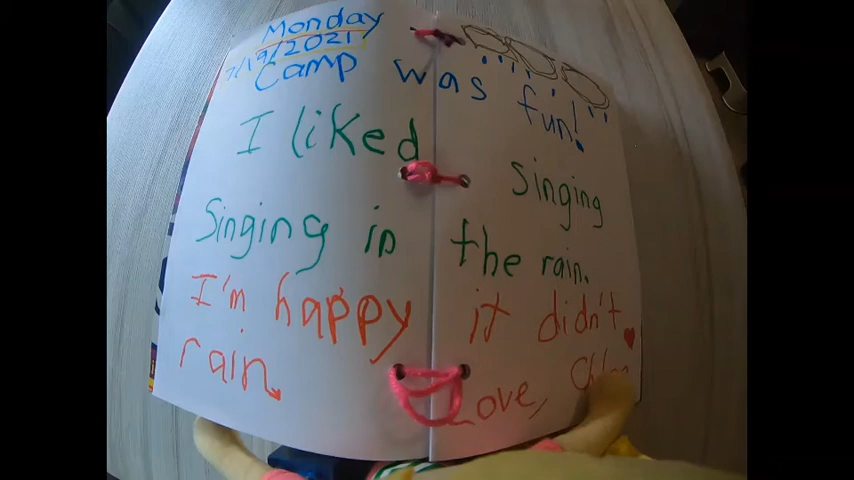 Monday
7/19/2021
Camp was fun!
I liked singing
Singing in the rain.
I'm happy it didn't
rain.
Love,